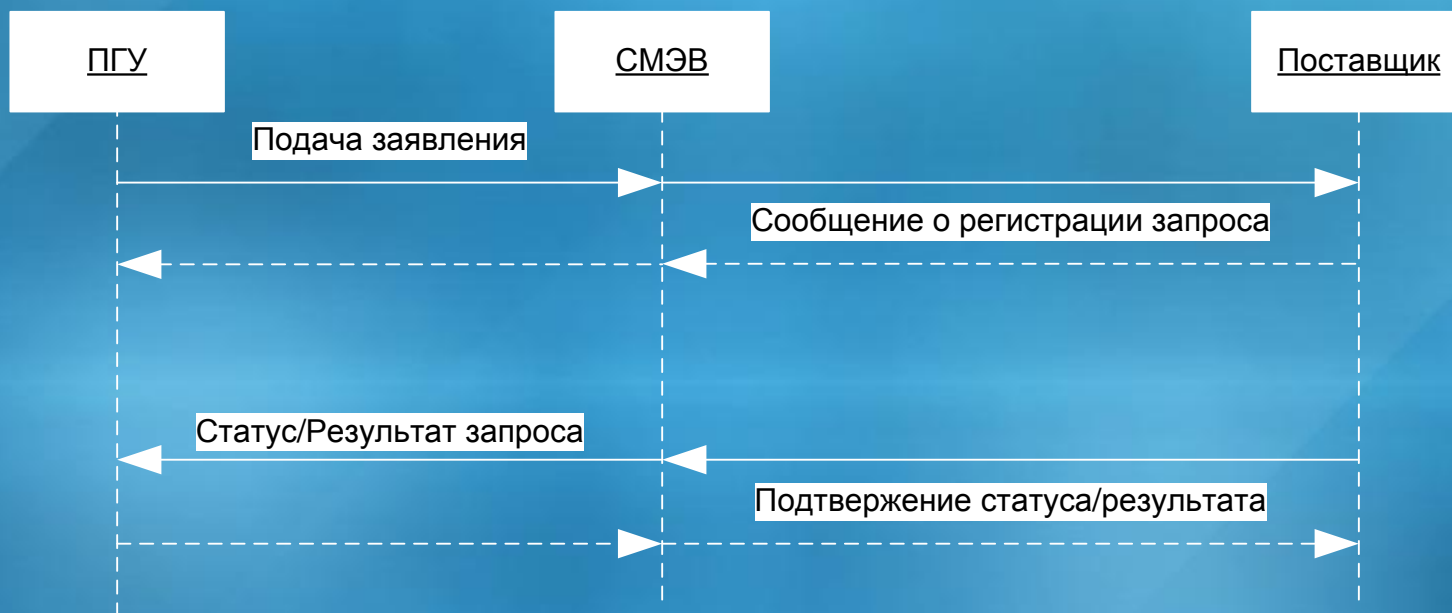 ПГУ
СМЭВ
Поставщик
Подача заявления
Сообщение о регистрации запроса
Статус/Результат запроса
Подтвержение статуса/результата